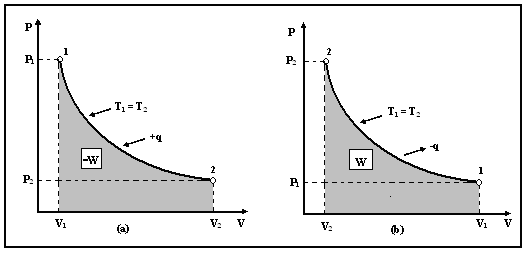 P
1
P₁
T₁ = T₂
+q
-W
2
P₂
V₁
(a)
V₂
V
P
2
P₂
T₁ = T₂
-q
W
1
P₁
V₂
(b)
V₁
V